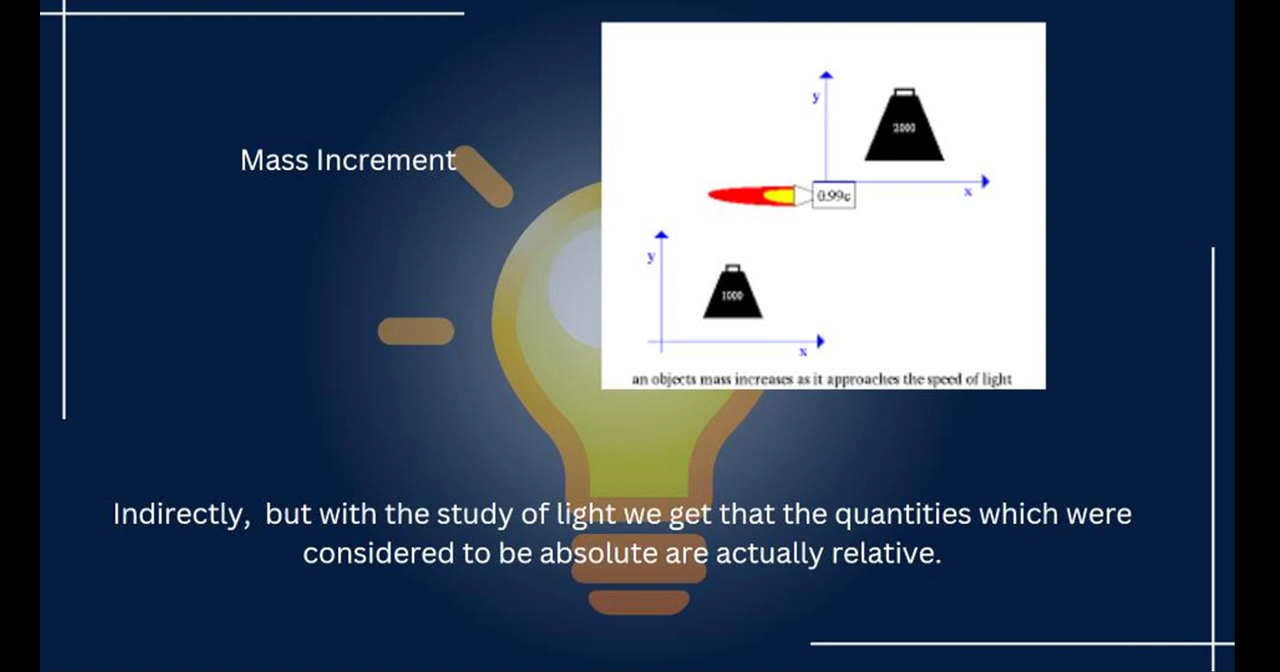 Mass Increment
y
2000
x
0.99c
y
1000
x
an objects mass increases as it approaches the speed of light
Indirectly,  but with the study of light we get that the quantities which were
considered to be absolute are actually relative.